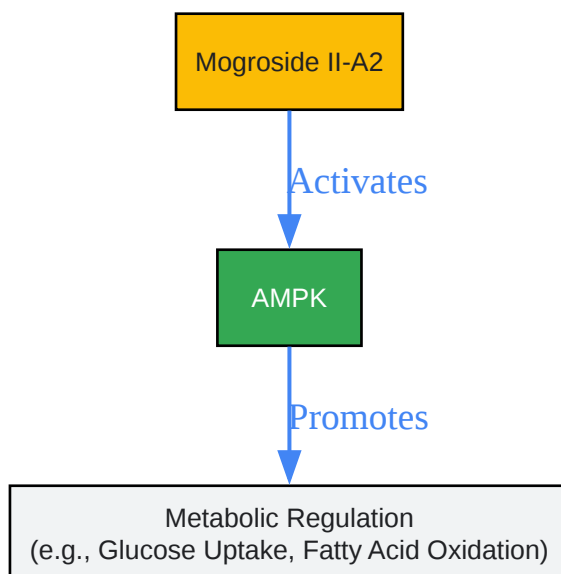 Mogroside II-A2
Activates
AMPK
Promotes
Metabolic Regulation
(e.g., Glucose Uptake, Fatty Acid Oxidation)